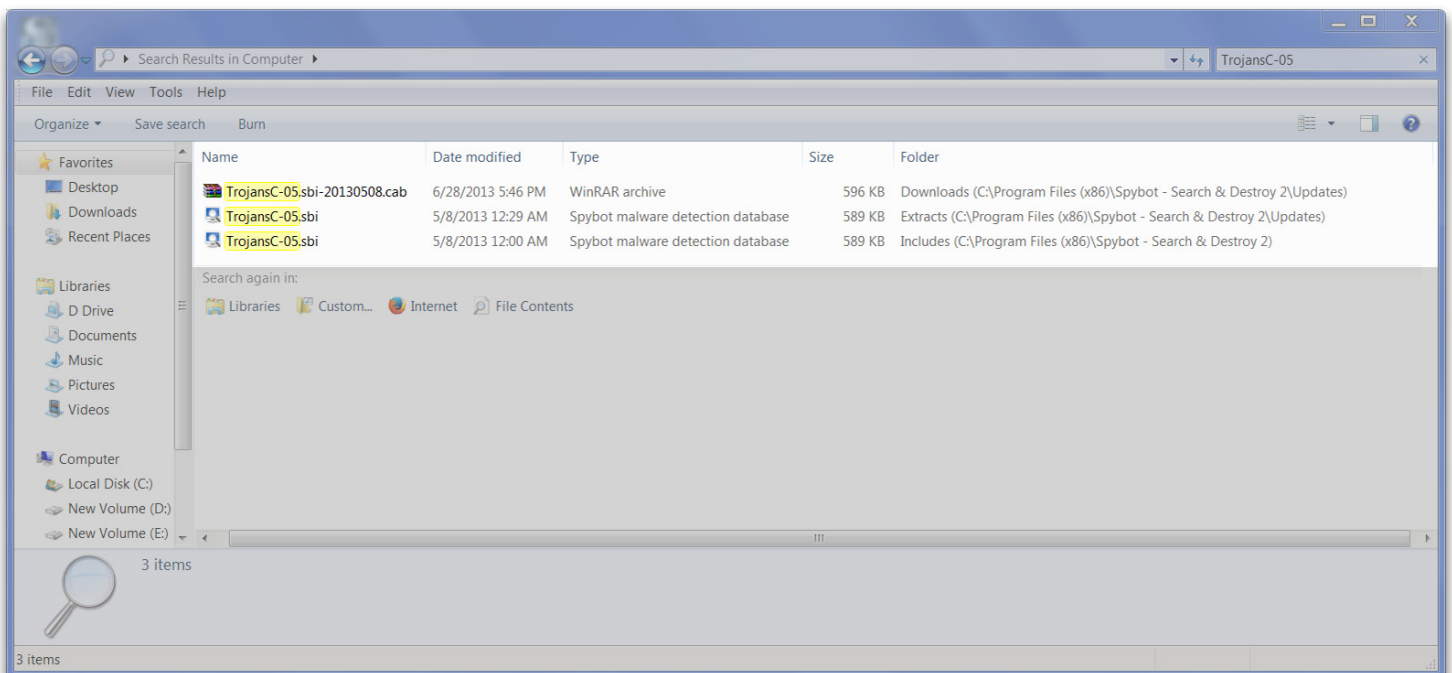 Search Results in Computer
TrojansC-05
File Edit View Tools Help
Organize Save search Burn
Favorites
Desktop
Downloads
Recent Places
Libraries
D Drive
Documents
Music
Pictures
Videos
Computer
Local Disk (C:)
New Volume (D:)
New Volume (E:)
Name Date modified Type Size Folder
TrojansC-05.sbi-20130508.cab 6/28/2013 5:46 PM WinRAR archive 596 KB Downloads (C:\Program Files (x86)\Spybot - Search & Destroy 2\Updates)
TrojansC-05.sbi 5/8/2013 12:29 AM Spybot malware detection database 589 KB Extracts (C:\Program Files (x86)\Spybot - Search & Destroy 2\Updates)
TrojansC-05.sbi 5/8/2013 12:00 AM Spybot malware detection database 589 KB Includes (C:\Program Files (x86)\Spybot - Search & Destroy 2)
Search again in:
Libraries Custom... Internet File Contents
3 items
3 items